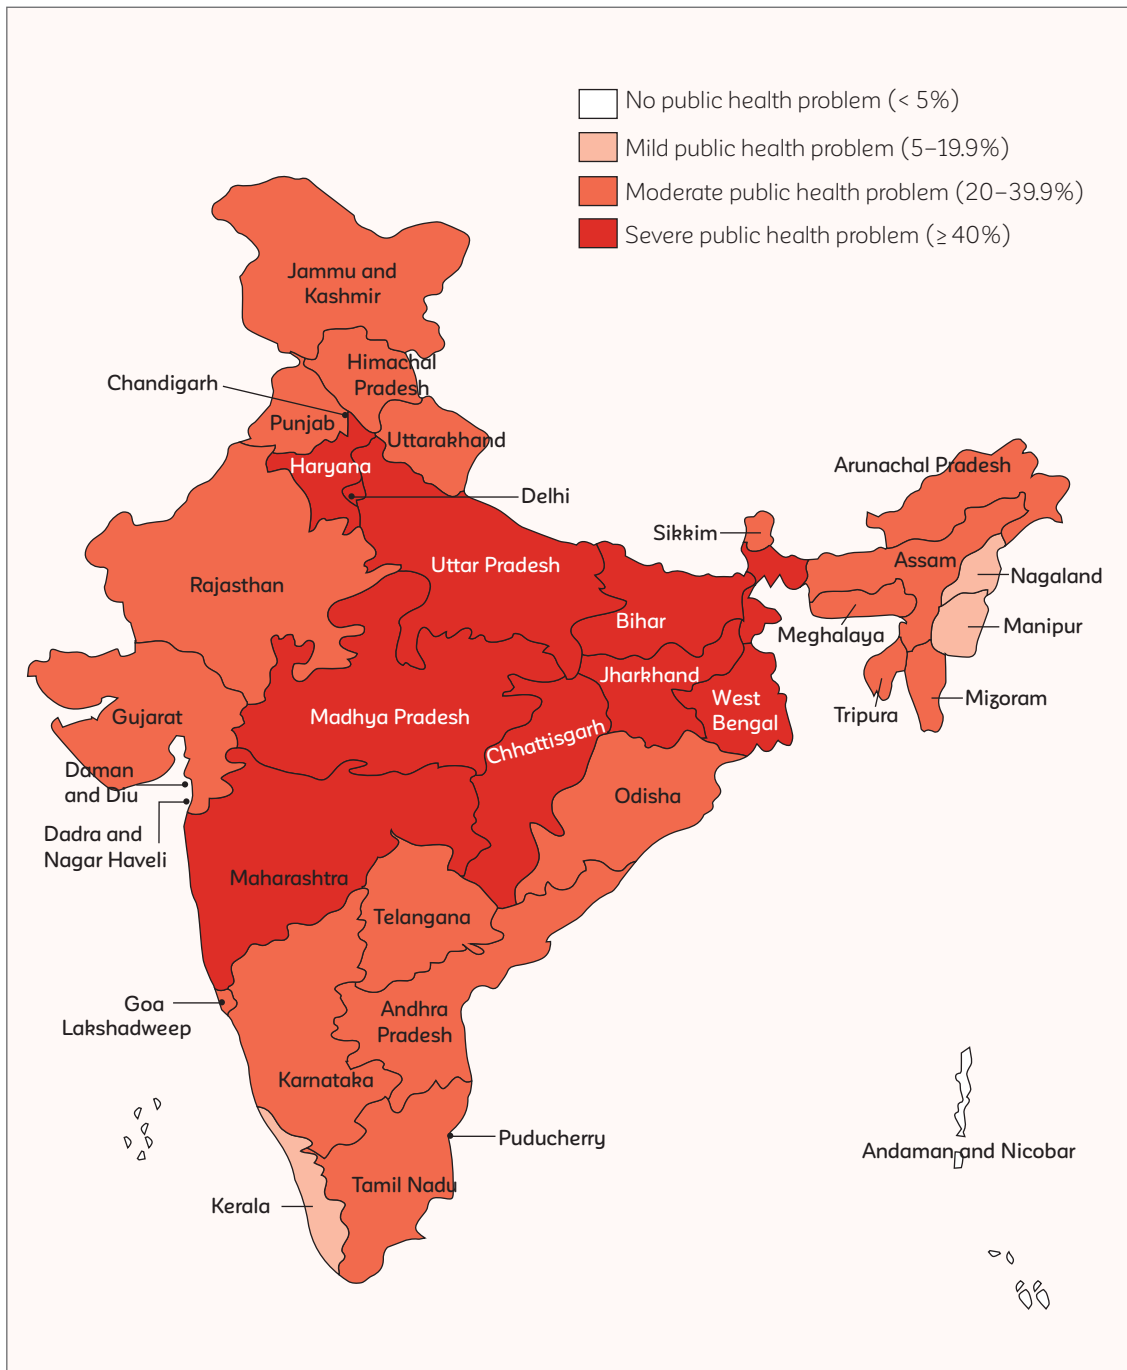 No public health problem (< 5%)
Mild public health problem (5–19.9%)
Moderate public health problem (20–39.9%)
Severe public health problem (≥ 40%)
Jammu and
Kashmir
Himachal
Pradesh
Chandigarh
Punjab
Uttarakhand
Haryana
Delhi
Arunachal Pradesh
Sikkim
Assam
Nagaland
Uttar Pradesh
Rajasthan
Bihar
Meghalaya
Manipur
Jharkhand
Mizoram
Tripura
West
Bengal
Gujarat
Madhya Pradesh
Chhattisgarh
Daman
and Diu
Odisha
Dadra and
Nagar Haveli
Maharashtra
Telangana
Goa
Lakshadweep
Andhra
Pradesh
Karnataka
Puducherry
Andaman and Nicobar
Tamil Nadu
Kerala